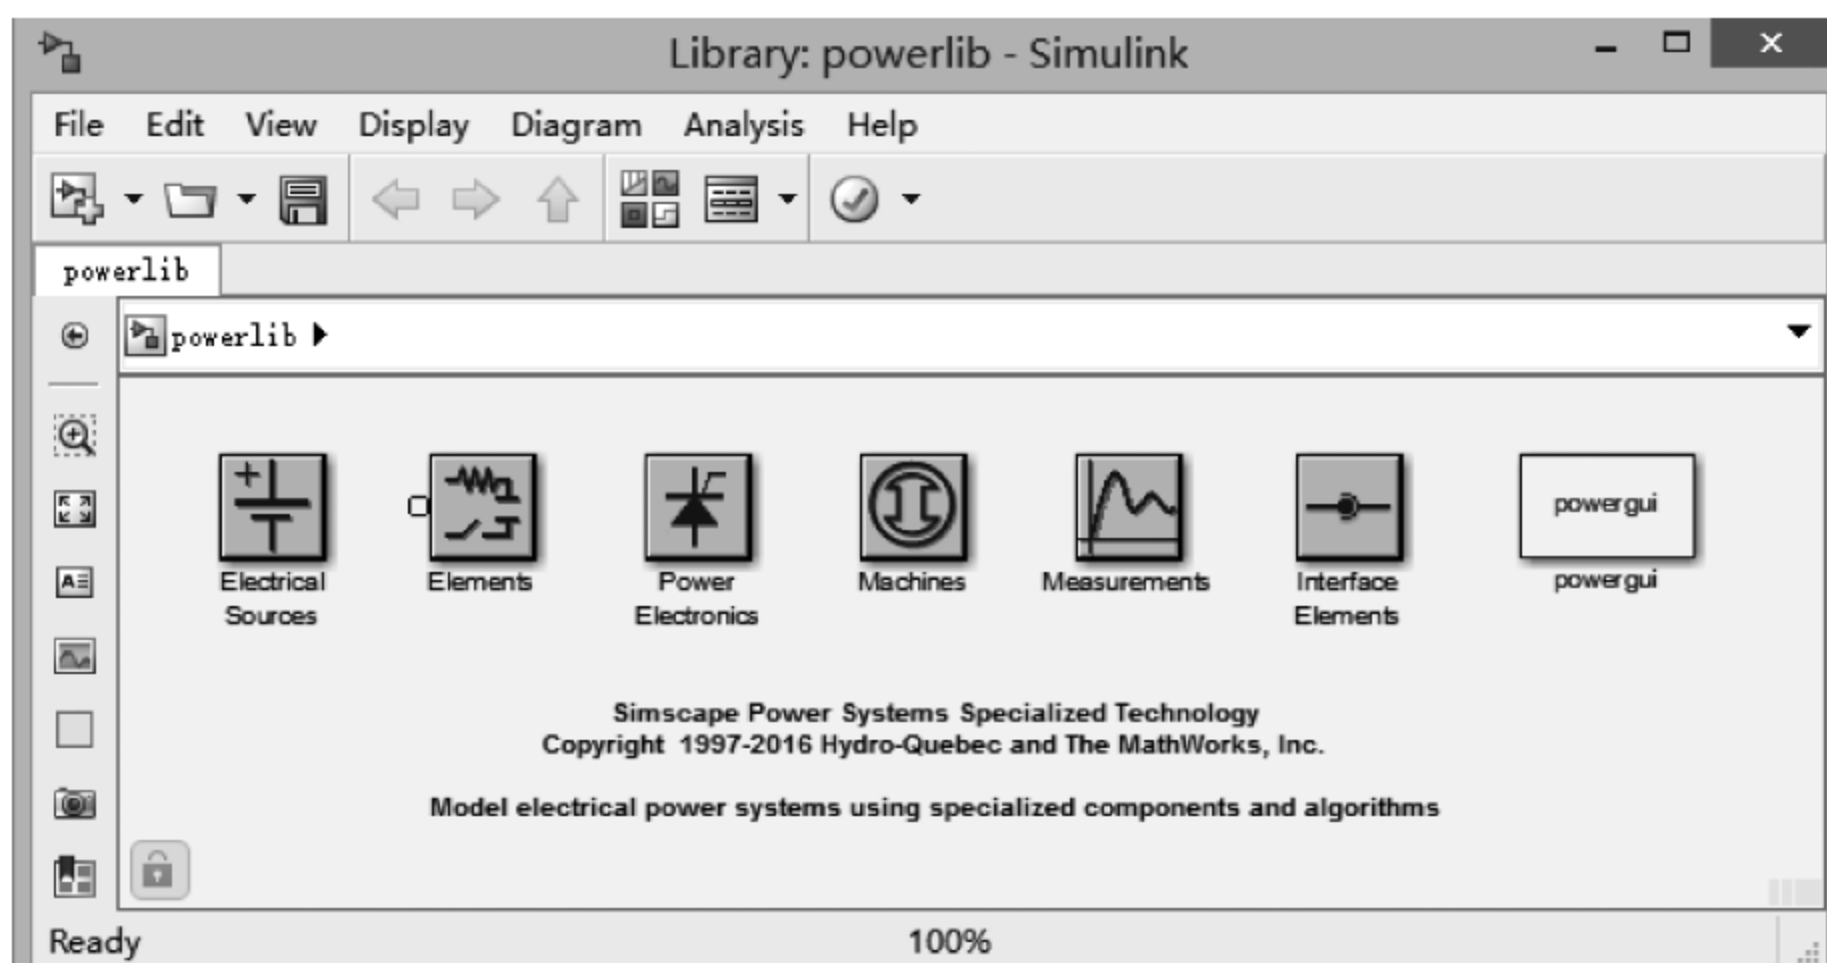 Library: powerlib - Simulink
File Edit View Display Diagram Analysis Help
powerlib
powerlib
powergui
Electrical Sources
Elements
Power Electronics
Machines
Measurements
Interface Elements
powergui
Simscape Power Systems Specialized Technology
Copyright 1997-2016 Hydro-Quebec and The MathWorks, Inc.
Model electrical power systems using specialized components and algorithms
Ready 100%